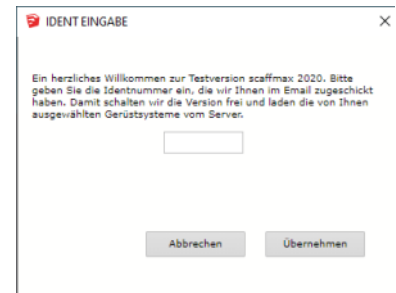 IDENT EINGABE
Ein herzliches Willkommen zur Testversion scaffmax 2020. Bitte
geben Sie die Identnummer ein, die wir Ihnen im Email zugeschickt
haben. Damit schalten wir die Version frei und laden die von Ihnen
ausgewählten Gerüstsysteme vom Server.
Abbrechen Übernehmen